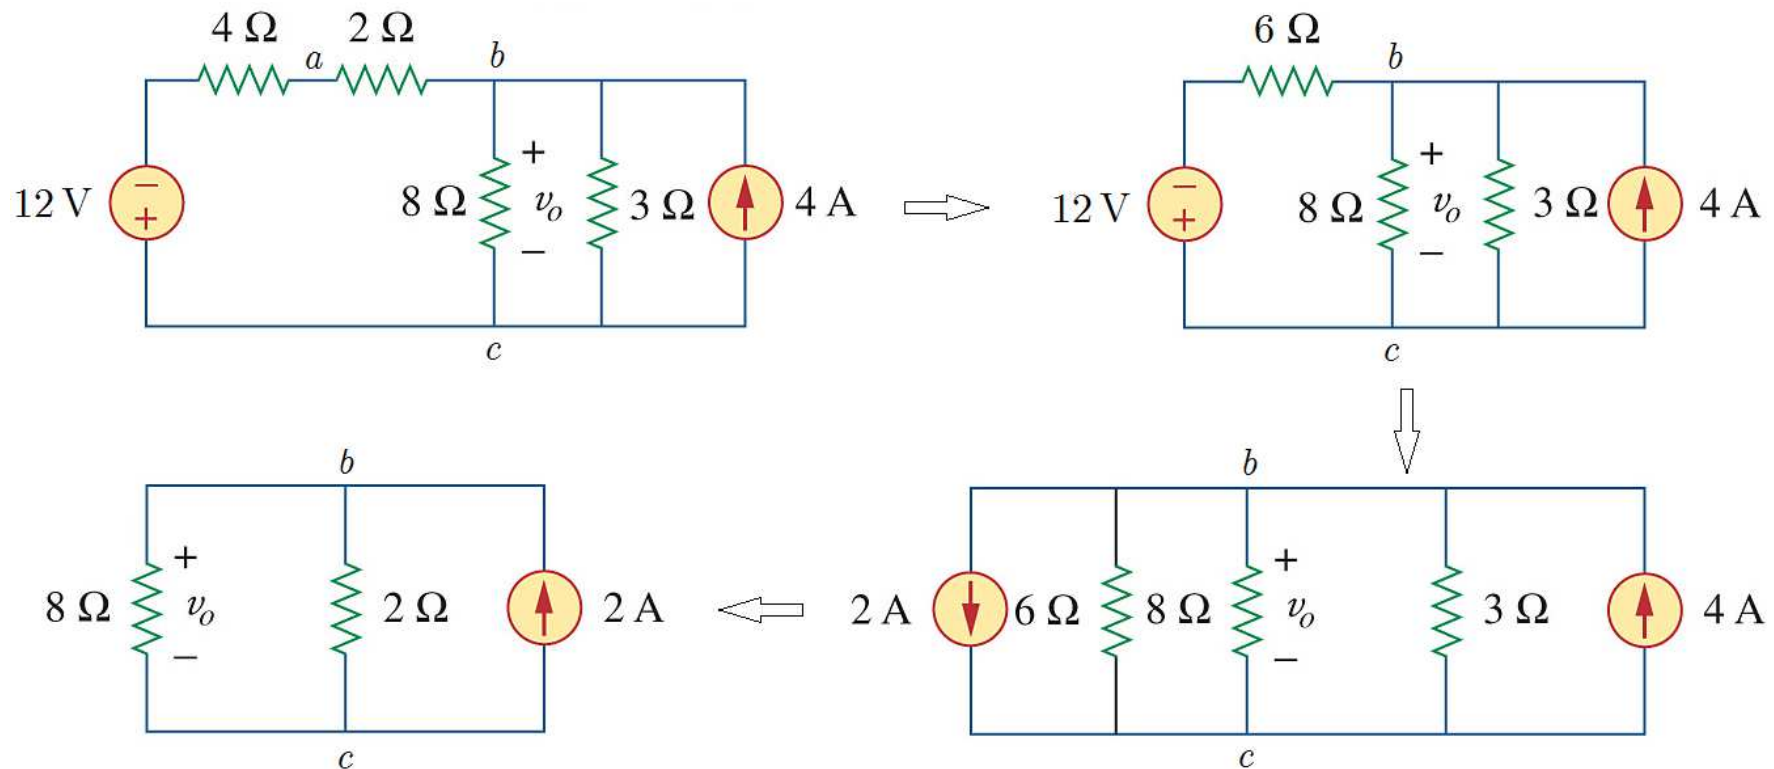 4 Ω a 2 Ω b
12 V − + 8 Ω + v_o − 3 Ω 4 A
c
6 Ω b
12 V − + 8 Ω + v_o − 3 Ω 4 A
c
b
2 A 6 Ω 8 Ω + v_o − 3 Ω 4 A
c
b
8 Ω + v_o − 2 Ω 2 A
c